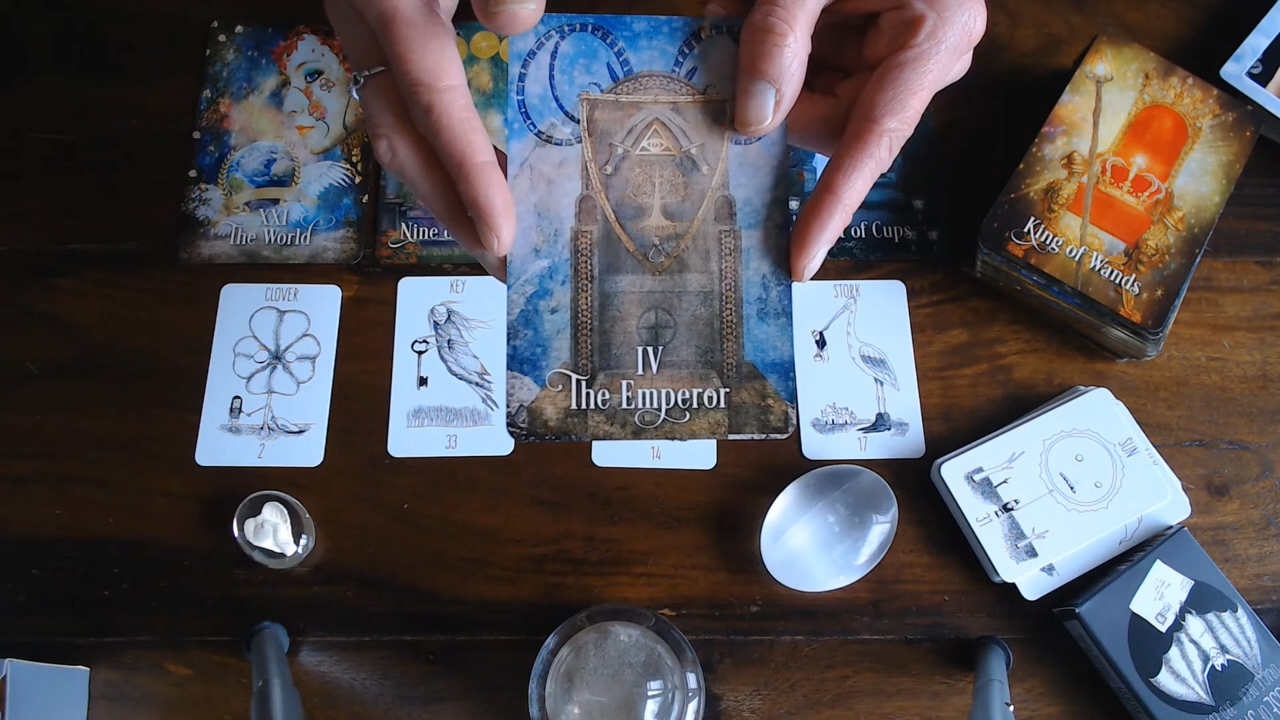 XXI
The World
Nine
of Cups
IV
The Emperor
King of Wands
CLOVER
2
KEY
33
14
STORK
17
SUN
31